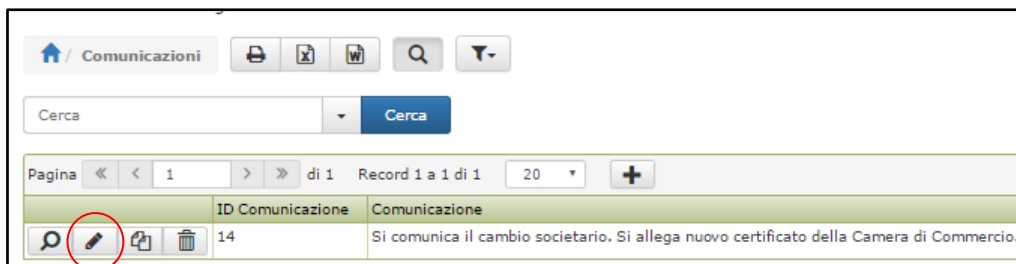 / Comunicazioni
Cerca Cerca
Pagina 1 di 1 Record 1 a 1 di 1 20
ID Comunicazione Comunicazione
14 Si comunica il cambio societario. Si allega nuovo certificato della Camera di Commercio.